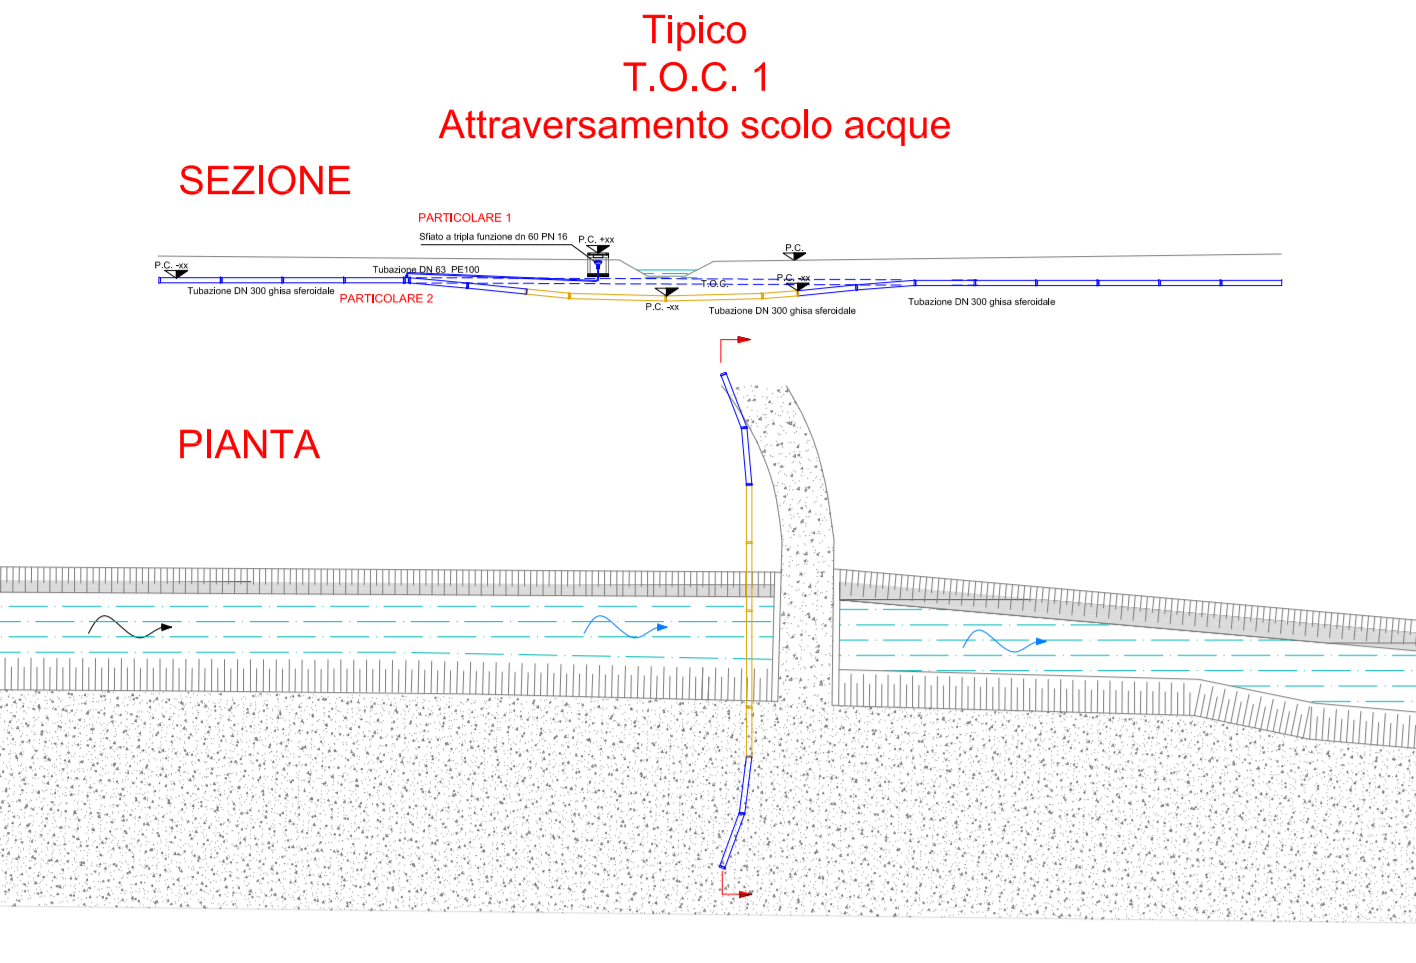 Tipico
T.O.C. 1
Attraversamento scolo acque
SEZIONE
PARTICOLARE 1
Sfiato a tripla funzione dn 60 PN 16
P.C. +xx
P.C.
P.C. -xx
Tubazione DN 63 PE100
P.C. -xx
T.O.C.
Tubazione DN 300 ghisa sferoidale
PARTICOLARE 2
P.C. -xx
Tubazione DN 300 ghisa sferoidale
Tubazione DN 300 ghisa sferoidale
PIANTA